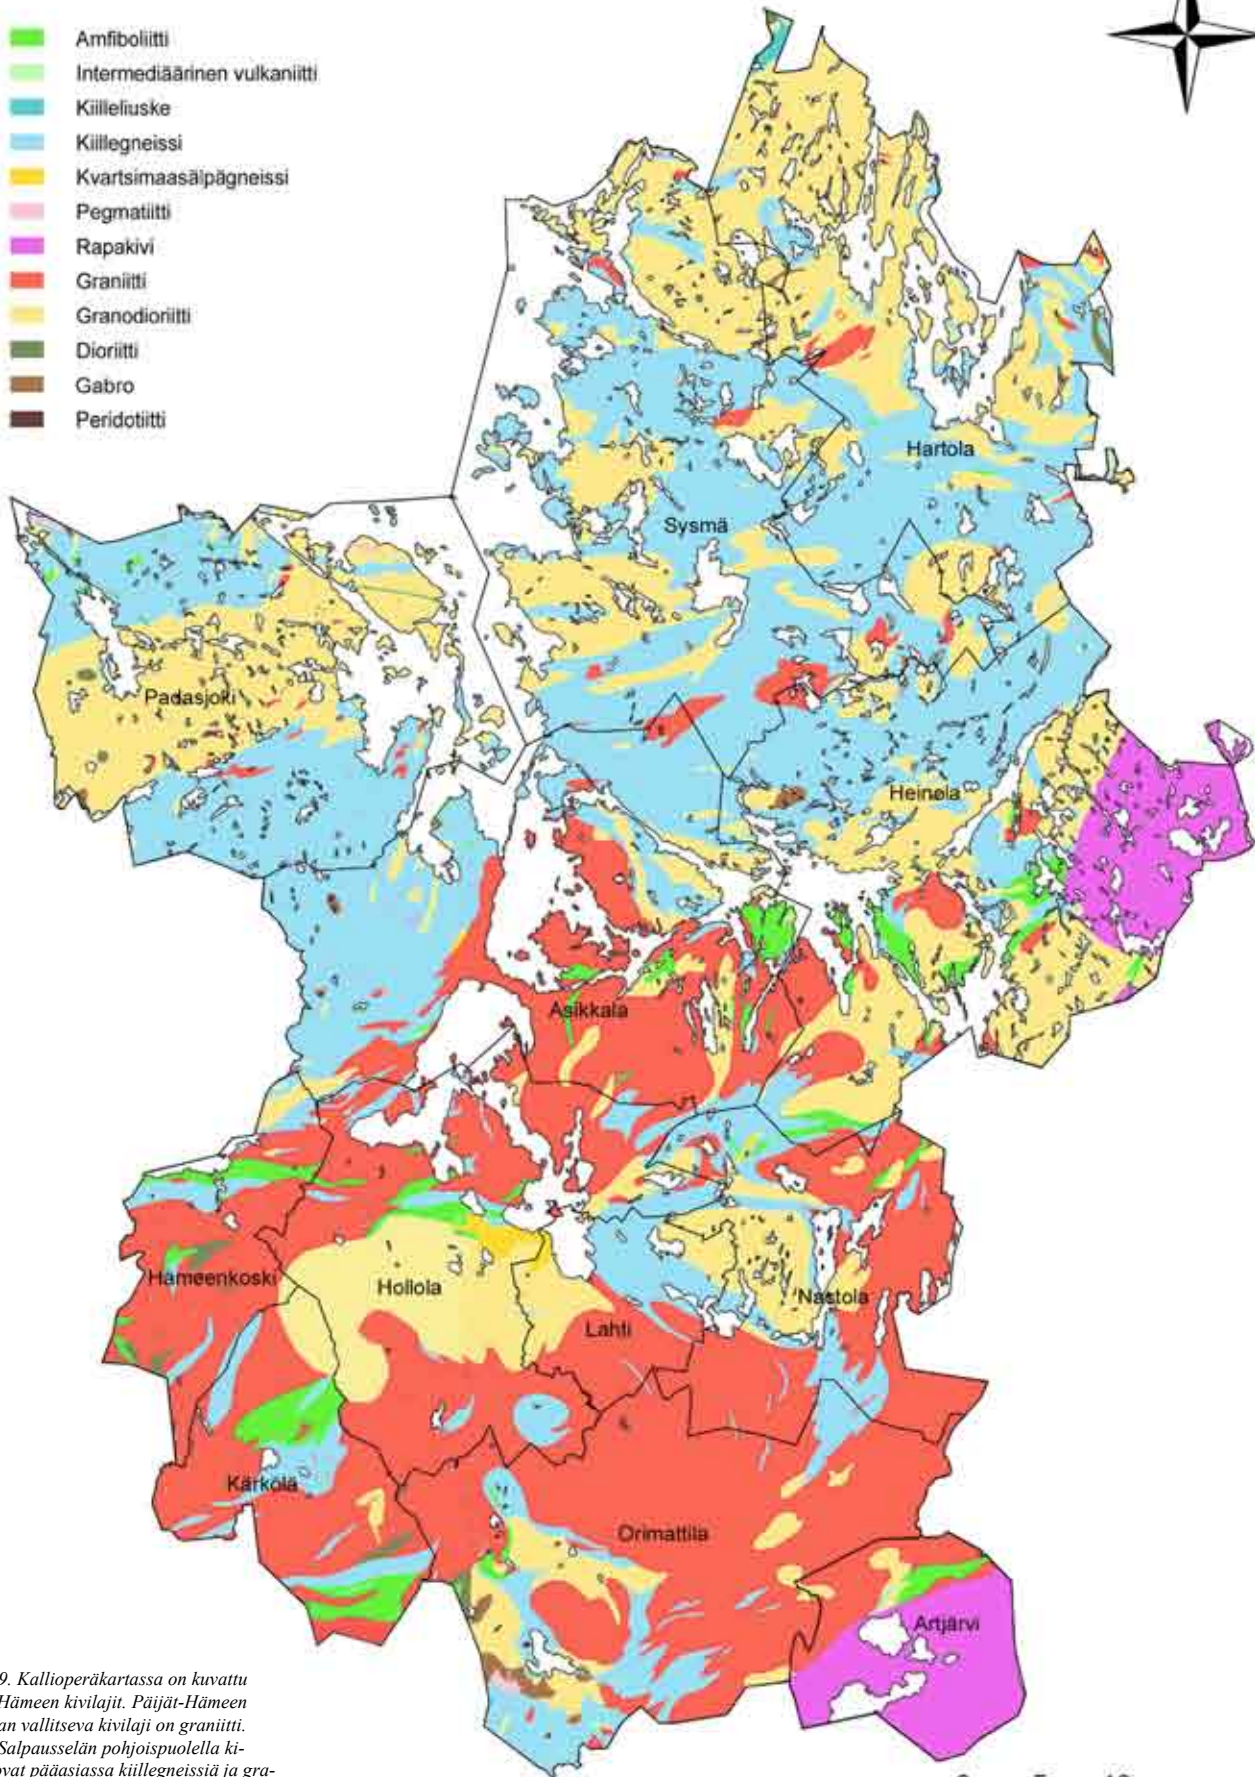 Amfiboliitti
Intermediäärinen vulkaniitti
Kiilleliuske
Kiillegneissi
Kvartsimaasälpägneissi
Pegmatiitti
Rapakivi
Graniitti
Granodioriitti
Dioriitti
Gabro
Peridotiitti
Hartola
Sysmä
Padasjoki
Heinola
Asikkala
Hämeenkoski
Hollola
Nastola
Lahti
Kärkölä
Orimattila
Artjärvi
9. Kallioperäkartassa on kuvattu
Hämeen kivilajit. Päijät-Hämeen
an vallitseva kivilaji on graniitti.
Salpausselän pohjoispuolella ki-
ovat pääasiassa kiillegneissiä ja gra-